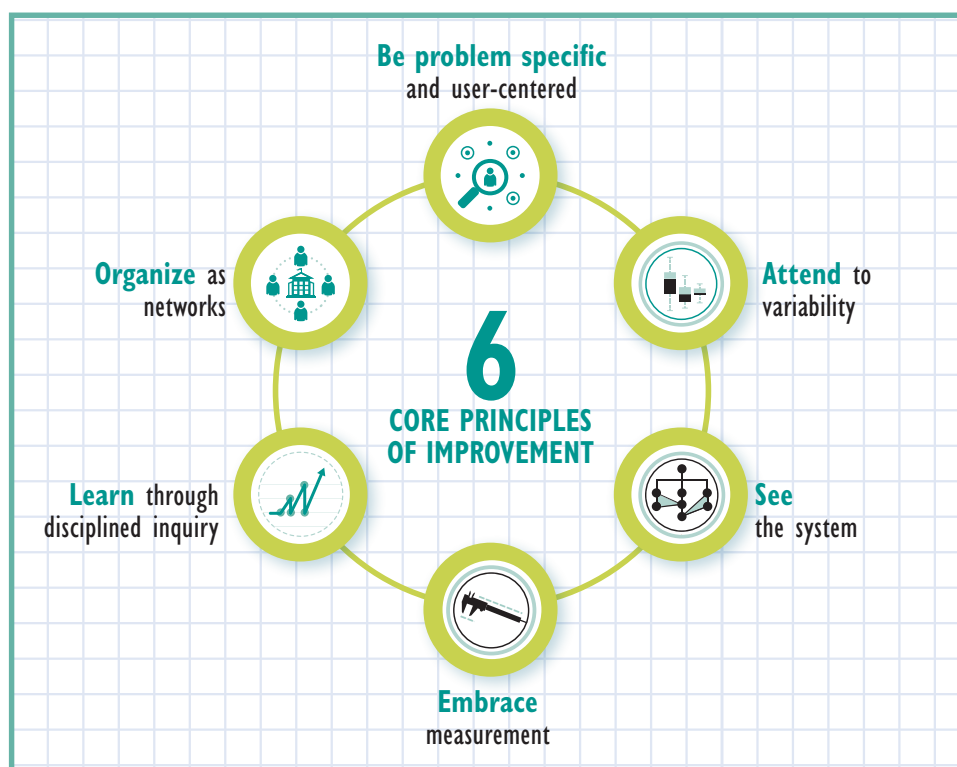 Be problem specific
and user-centered
Attend to
variability
See
the system
Embrace
measurement
Learn through
disciplined inquiry
Organize as
networks
6
CORE PRINCIPLES
OF IMPROVEMENT